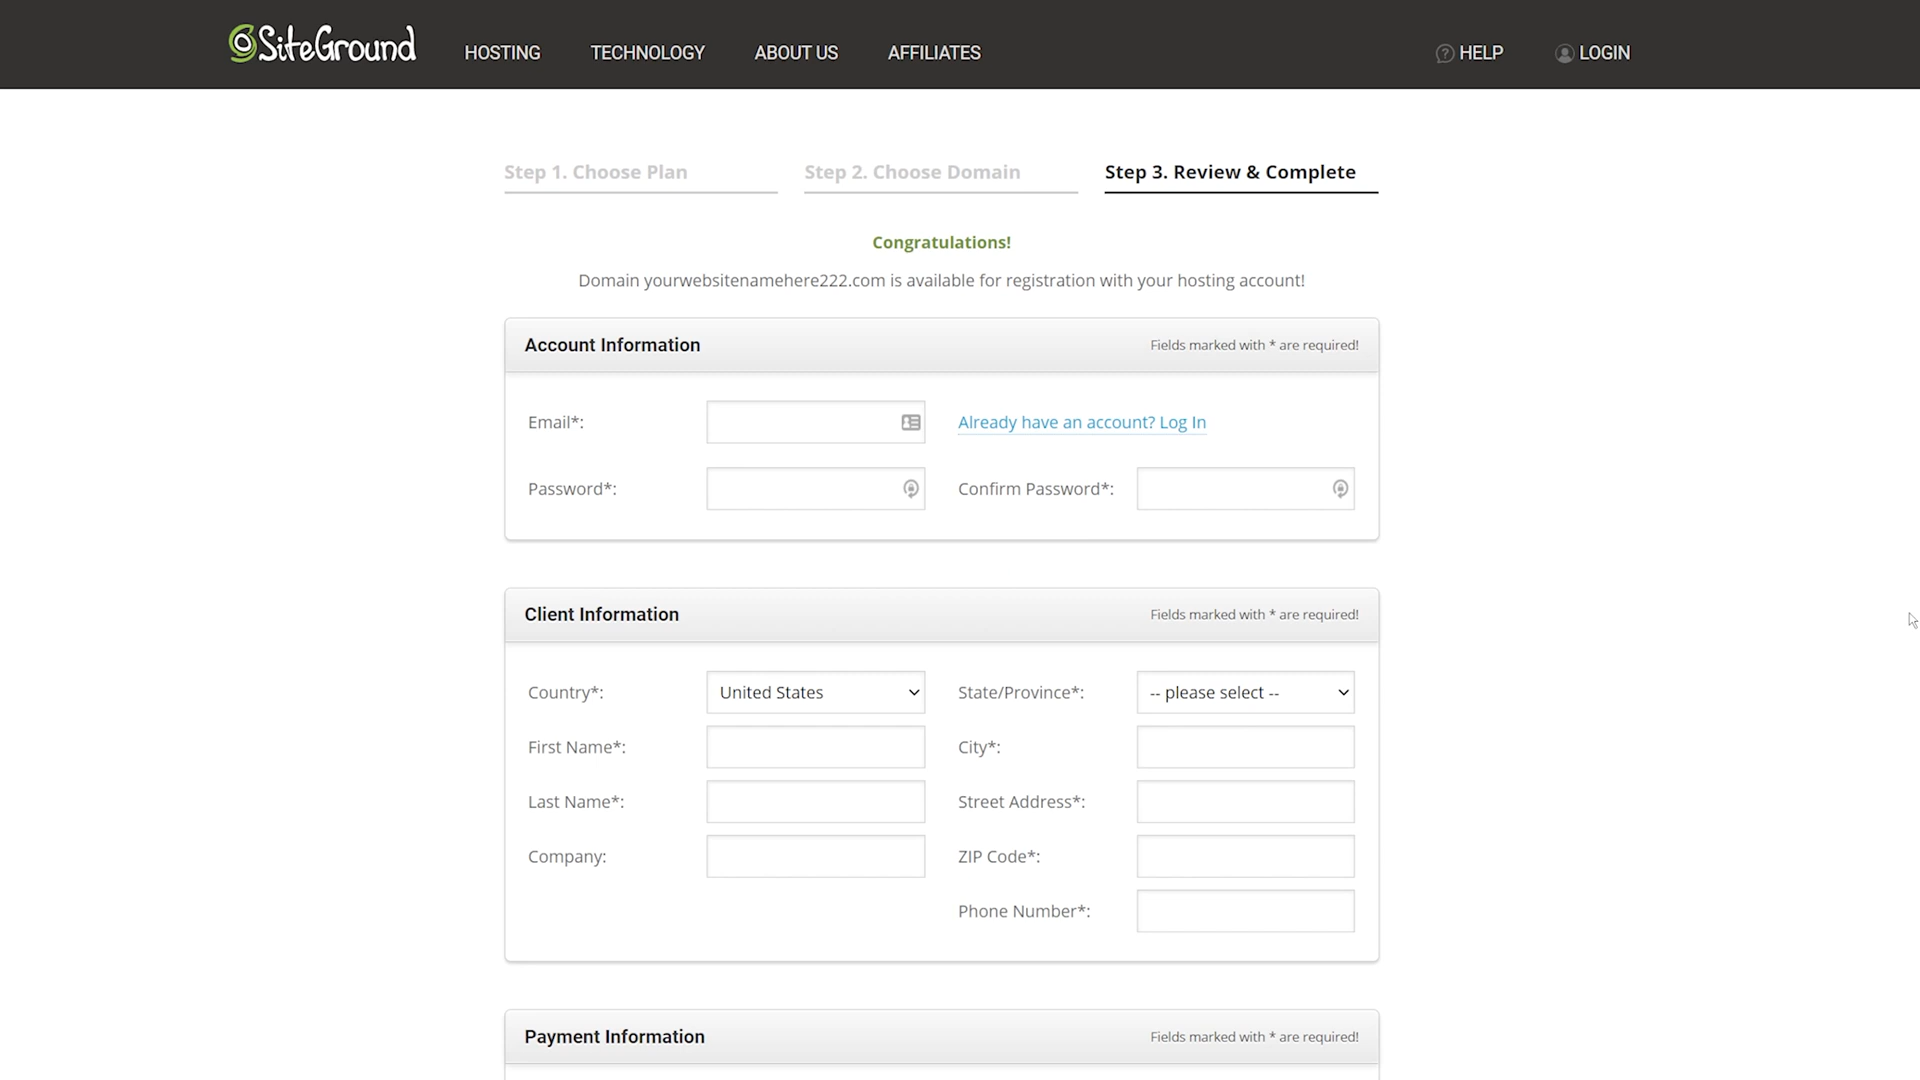 SiteGround HOSTING TECHNOLOGY ABOUT US AFFILIATES HELP LOGIN
Step 1. Choose Plan Step 2. Choose Domain Step 3. Review & Complete
Congratulations!
Domain yourwebsitenamehere222.com is available for registration with your hosting account!
Account Information Fields marked with * are required!
Email*: Already have an account? Log In
Password*: Confirm Password*:
Client Information Fields marked with * are required!
Country*: United States State/Province*: -- please select --
First Name*: City*:
Last Name*: Street Address*:
Company: ZIP Code*:
Phone Number*:
Payment Information Fields marked with * are required!